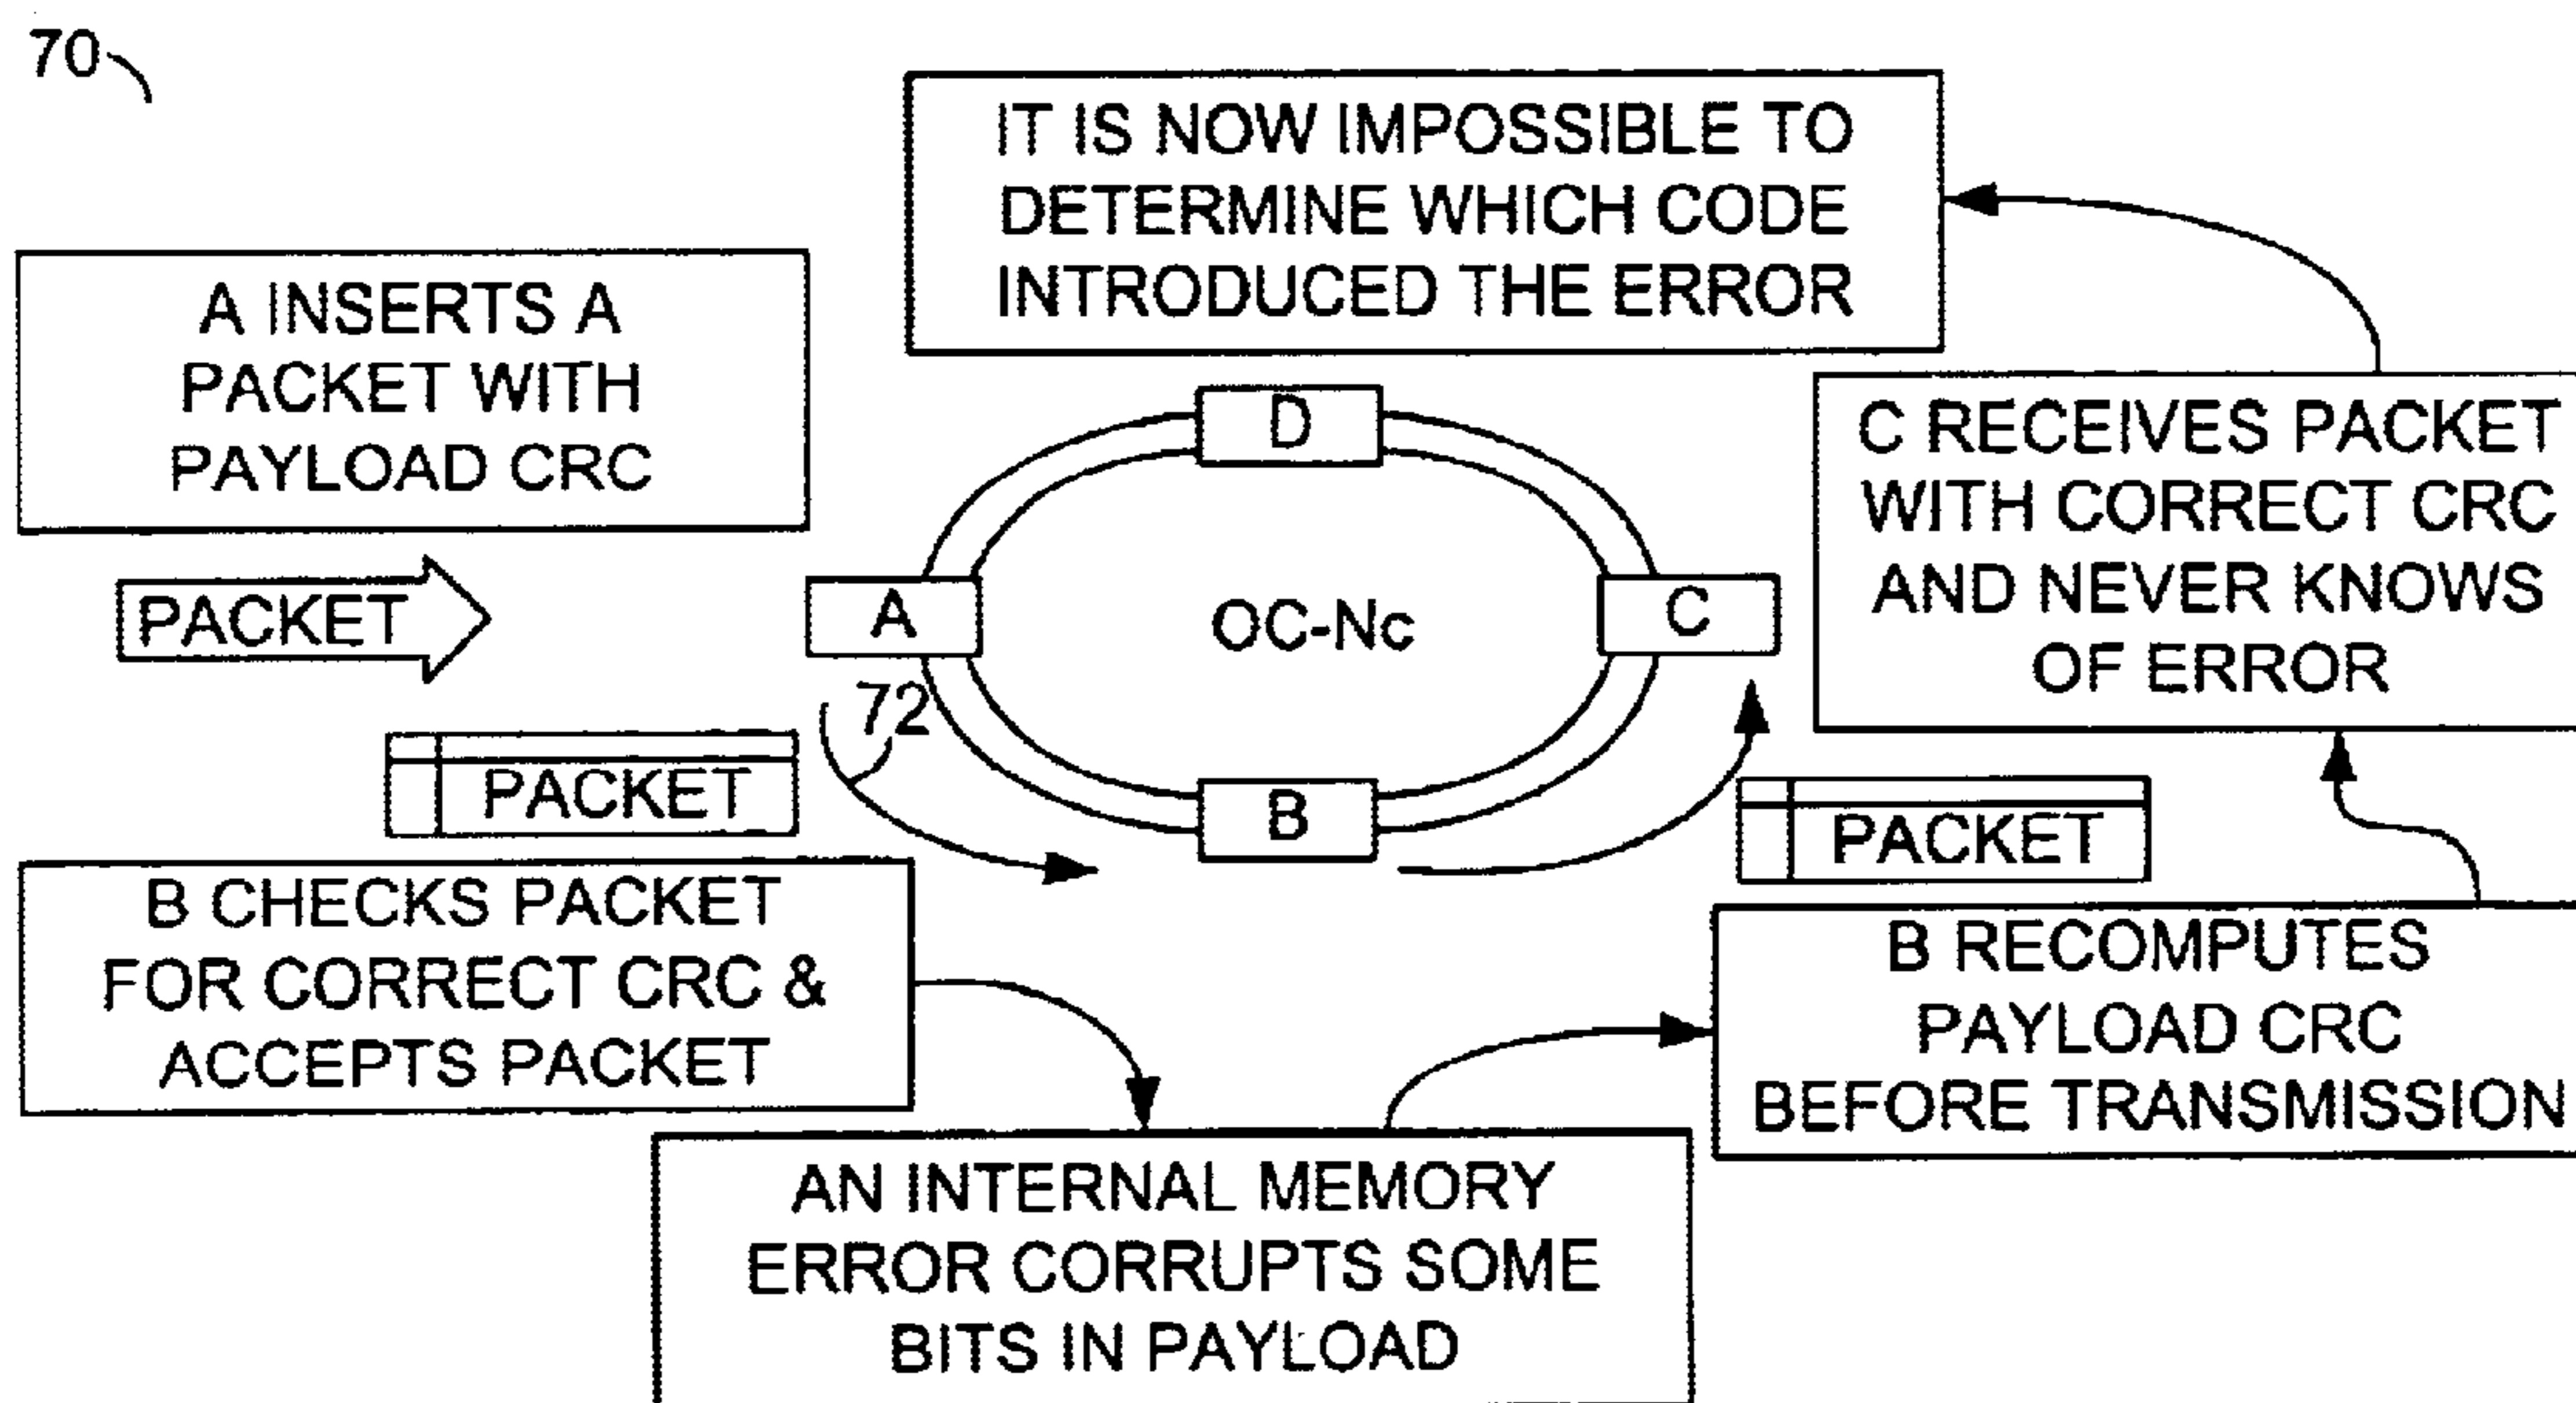 70
IT IS NOW IMPOSSIBLE TO
DETERMINE WHICH CODE
INTRODUCED THE ERROR
A INSERTS A
PACKET WITH
PAYLOAD CRC
D
C RECEIVES PACKET
WITH CORRECT CRC
AND NEVER KNOWS
OF ERROR
PACKET
A
OC-Nc
C
72
PACKET
B
PACKET
B CHECKS PACKET
FOR CORRECT CRC &
ACCEPTS PACKET
B RECOMPUTES
PAYLOAD CRC
BEFORE TRANSMISSION
AN INTERNAL MEMORY
ERROR CORRUPTS SOME
BITS IN PAYLOAD